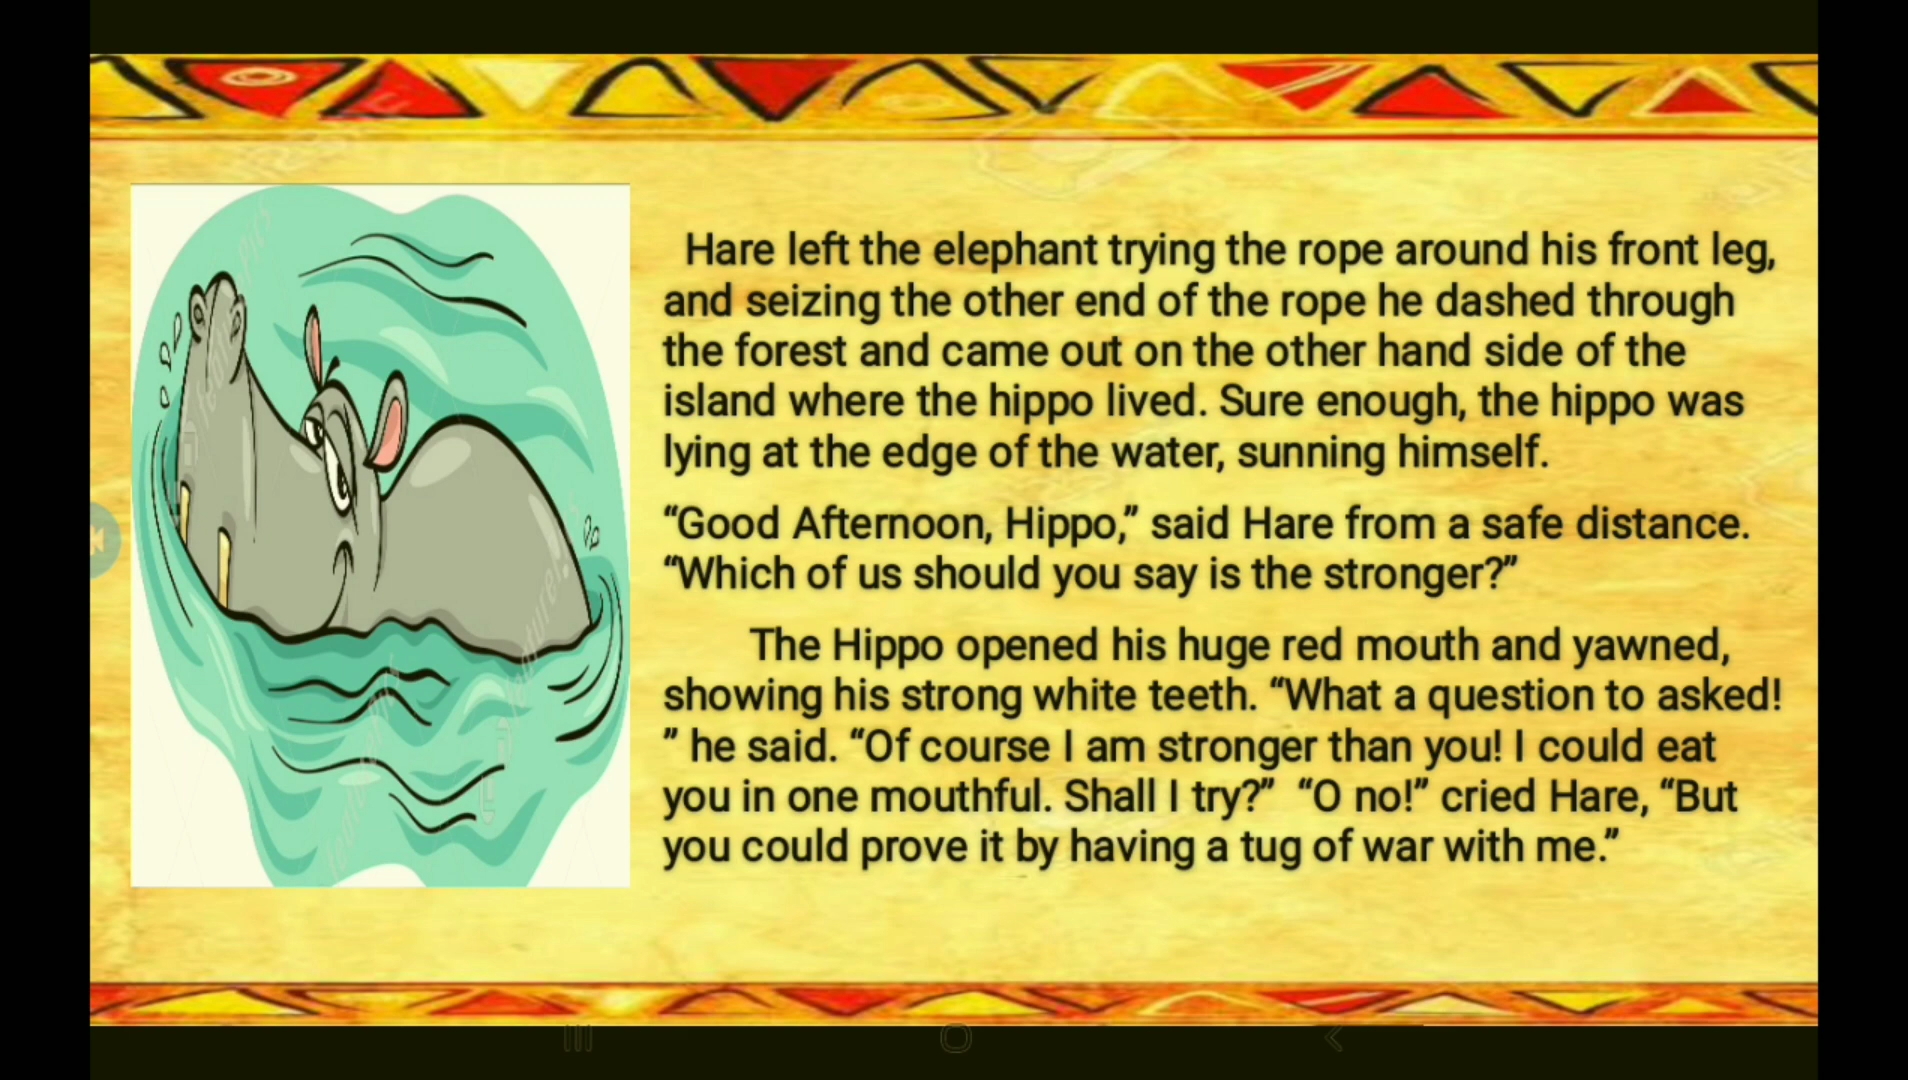 Hare left the elephant trying the rope around his front leg,
and seizing the other end of the rope he dashed through
the forest and came out on the other hand side of the
island where the hippo lived. Sure enough, the hippo was
lying at the edge of the water, sunning himself.
“Good Afternoon, Hippo,” said Hare from a safe distance.
“Which of us should you say is the stronger?”
The Hippo opened his huge red mouth and yawned,
showing his strong white teeth. “What a question to asked!
” he said. “Of course I am stronger than you! I could eat
you in one mouthful. Shall I try?” “O no!” cried Hare, “But
you could prove it by having a tug of war with me.”